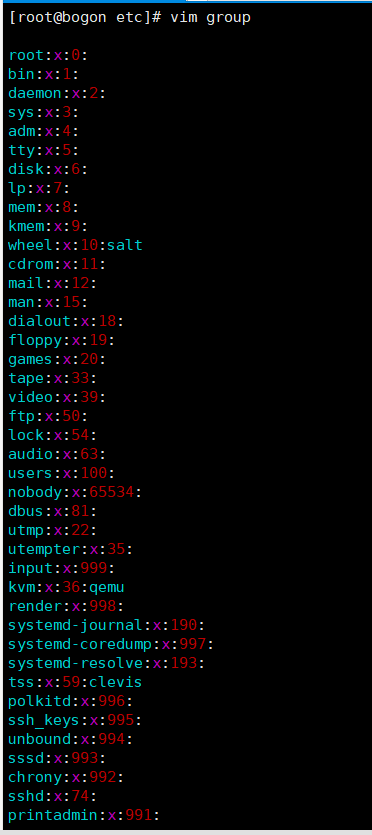 [root@bogon etc]# vim group
root:x:0:
bin:x:1:
daemon:x:2:
sys:x:3:
adm:x:4:
tty:x:5:
disk:x:6:
lp:x:7:
mem:x:8:
kmem:x:9:
wheel:x:10:salt
cdrom:x:11:
mail:x:12:
man:x:15:
dialout:x:18:
floppy:x:19:
games:x:20:
tape:x:33:
video:x:39:
ftp:x:50:
lock:x:54:
audio:x:63:
users:x:100:
nobody:x:65534:
dbus:x:81:
utmp:x:22:
utempter:x:35:
input:x:999:
kvm:x:36:qemu
render:x:998:
systemd-journal:x:190:
systemd-coredump:x:997:
systemd-resolve:x:193:
tss:x:59:clevis
polkitd:x:996:
ssh_keys:x:995:
unbound:x:994:
sssd:x:993:
chrony:x:992:
sshd:x:74:
printadmin:x:991: